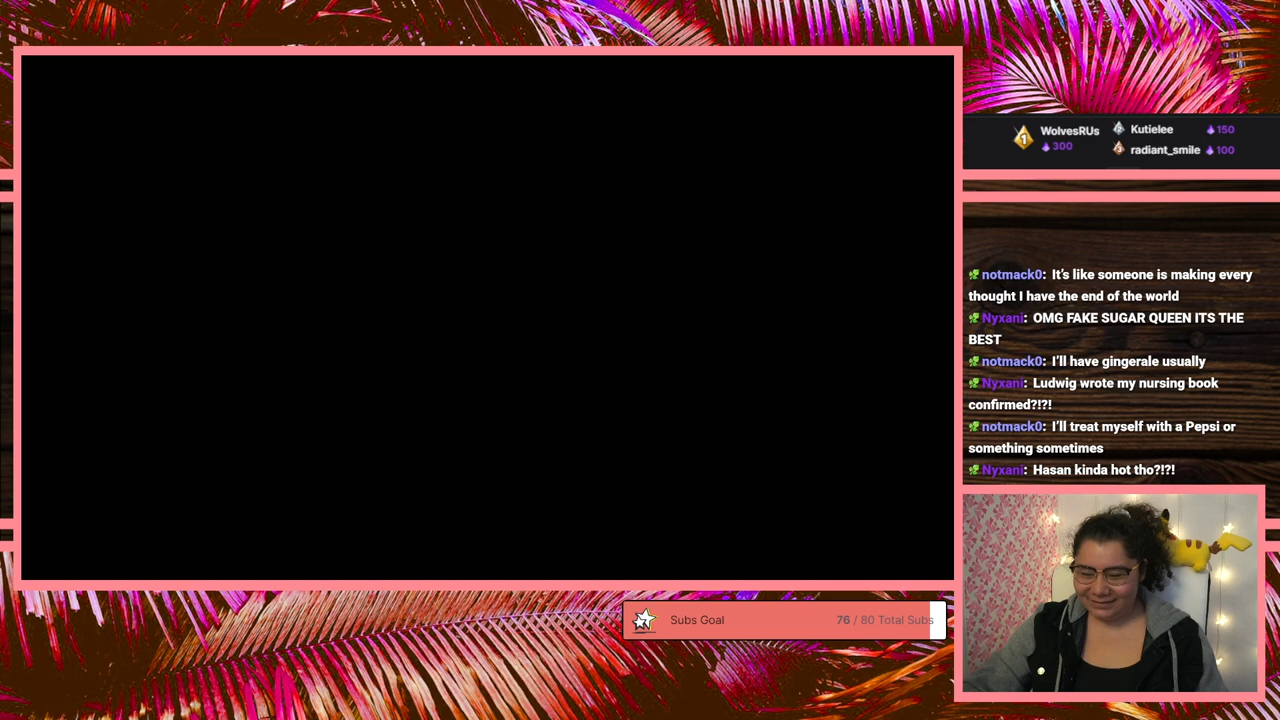 WolvesRUs
300
Kutielee 150
radiant_smile 100
notmack0: It's like someone is making every
thought I have the end of the world
Nyxani: OMG FAKE SUGAR QUEEN ITS THE
BEST
notmack0: I'll have gingerale usually
Nyxani: Ludwig wrote my nursing book
confirmed?!?!
notmack0: I'll treat myself with a Pepsi or
something sometimes
Nyxani: Hasan kinda hot tho?!?!
Subs Goal 76 / 80 Total Subs